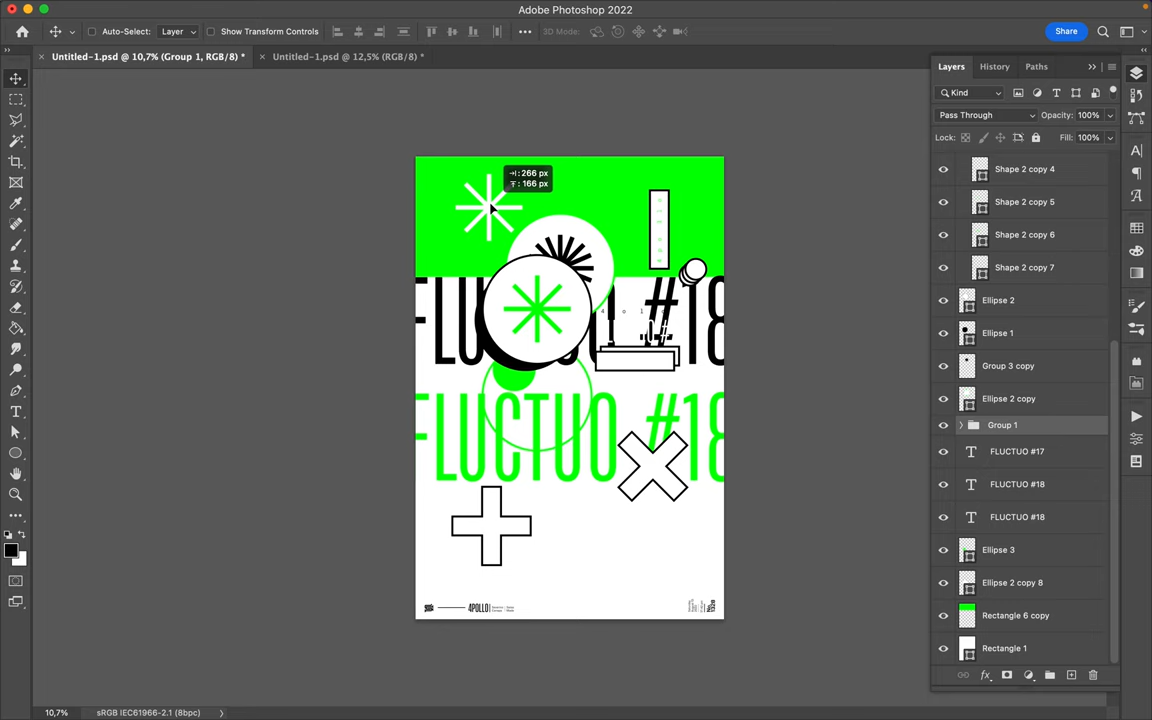 Adobe Photoshop 2022
Auto-Select: Layer Show Transform Controls 3D Mode: Share
Untitled-1.psd @ 10,7% (Group 1, RGB/8) * Untitled-1.psd @ 12,5% (RGB/8) *
Layers History Paths
Kind
Pass Through Opacity: 100%
Lock: Fill: 100%
Shape 2 copy 4
Shape 2 copy 5
Shape 2 copy 6
Shape 2 copy 7
Ellipse 2
Ellipse 1
Group 3 copy
Ellipse 2 copy
Group 1
FLUCTUO #17
FLUCTUO #18
FLUCTUO #18
Ellipse 3
Ellipse 2 copy 8
Rectangle 6 copy
Rectangle 1
: 266 px
: 166 px
FLUCTUO #18
FLUCTUO #18
4POLLO
10,7% sRGB IEC61966-2.1 (8bpc)